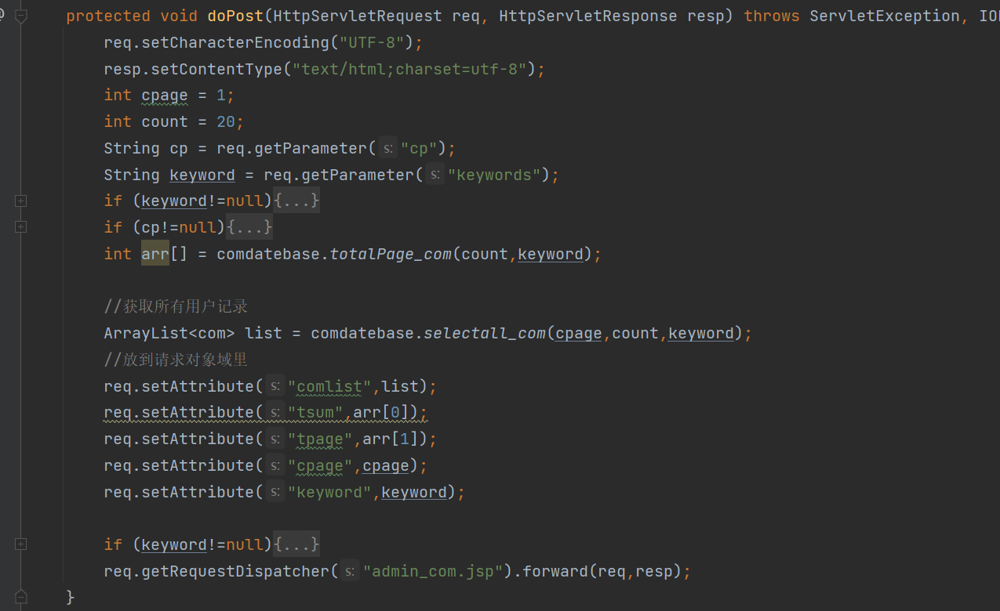 protected void doPost(HttpServletRequest req, HttpServletResponse resp) throws ServletException, IO
req.setCharacterEncoding("UTF-8");
resp.setContentType("text/html;charset=utf-8");
int cpage = 1;
int count = 20;
String cp = req.getParameter( s: "cp");
String keyword = req.getParameter( s: "keywords");
if (keyword!=null){...}
if (cp!=null){...}
int arr[] = comdatebase.totalPage_com(count,keyword);
//获取所有用户记录
ArrayList<com> list = comdatebase.selectall_com(cpage,count,keyword);
//放到请求对象域里
req.setAttribute( s: "comlist",list);
req.setAttribute( s: "tsum",arr[0]);
req.setAttribute( s: "tpage",arr[1]);
req.setAttribute( s: "cpage",cpage);
req.setAttribute( s: "keyword",keyword);
if (keyword!=null){...}
req.getRequestDispatcher( s: "admin_com.jsp").forward(req,resp);
}